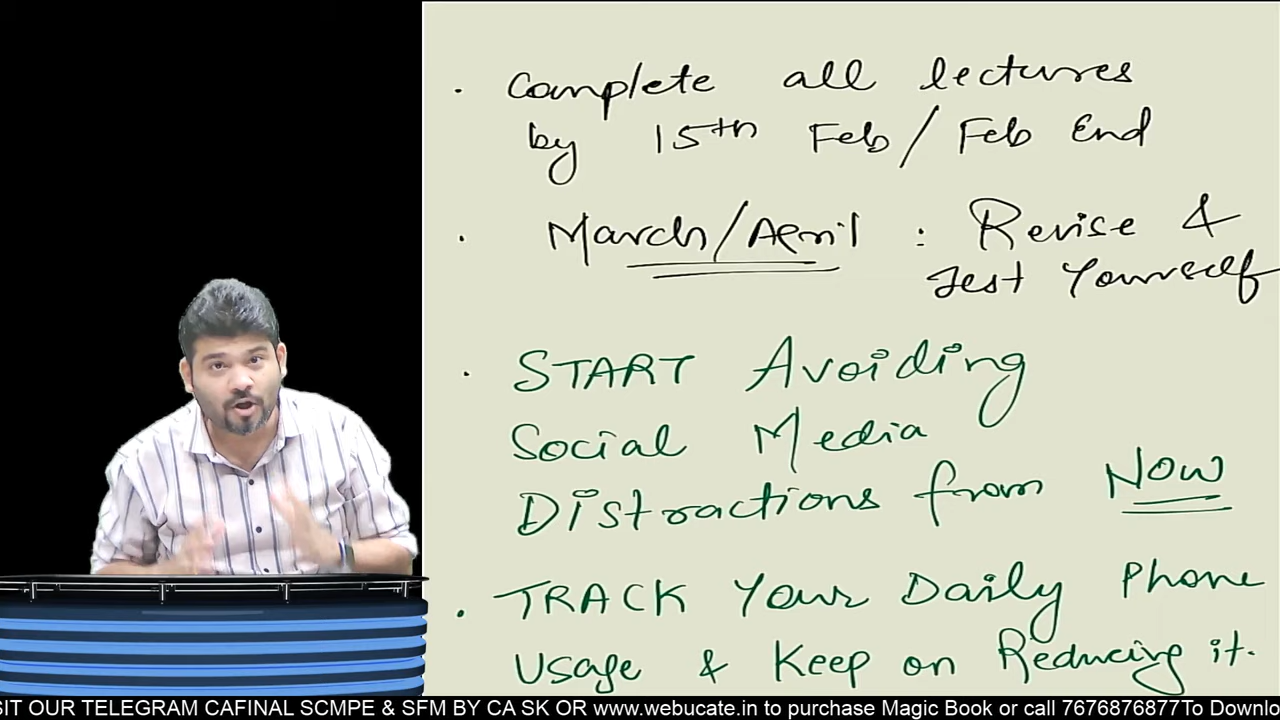 • Complete all lectures
by 15th Feb / Feb End
• March/April : Revise &
Test Yourself
• START Avoiding
Social Media
Distractions from NOW
• TRACK Your Daily Phone
Usage & Keep on Reducing it.
SIT OUR TELEGRAM CAFINAL SCMPE & SFM BY CA SK OR www.webucate.in to purchase Magic Book or call 7676876877To Downlo